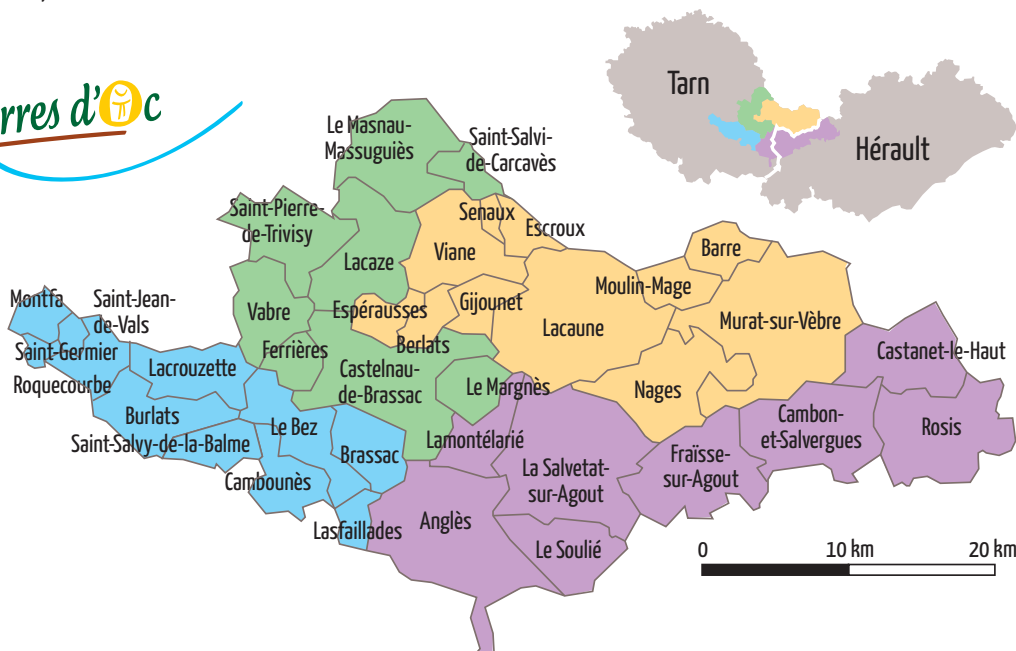 rres d'Oc
Tarn
Hérault
Le Masnau-
Massuguiès
Saint-Salvi-
de-Carcavès
Saint-Pierre-
de-Trivisy
Senaux
Escroux
Viane
Lacaze
Barre
Moulin-Mage
Montfa
Saint-Jean-
de-Vals
Vabre
Espérausses
Gijounet
Lacaune
Murat-sur-Vèbre
Saint-Germier
Ferrières
Berlats
Castanet-le-Haut
Roquecourbe
Lacrouzette
Castelnau-
de-Brassac
Le Margnès
Nages
Burlats
Le Bez
Cambon-
et-Salvergues
Rosis
Saint-Salvy-de-la-Balme
Brassac
Lamontélarié
La Salvetat-
sur-Agout
Fraïsse-
sur-Agout
Cambounès
Lasfaillades
Anglès
Le Soulié
0 10 km 20 km